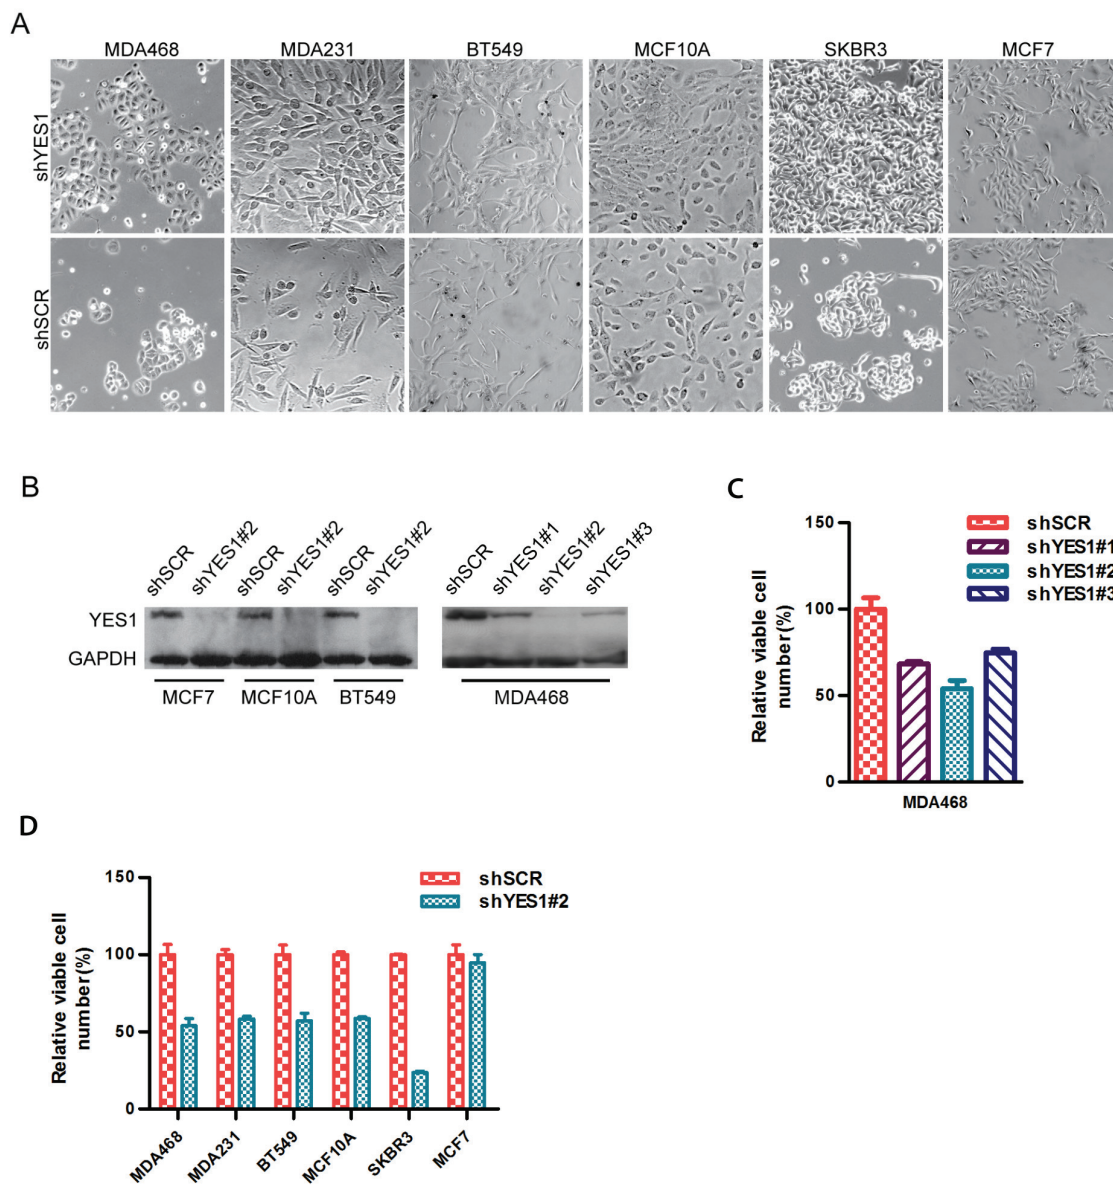 A
MDA468 MDA231 BT549 MCF10A SKBR3 MCF7
shYES1
shSCR
B
shSCR shYES1#2 shSCR shYES1#2 shSCR shYES1#2 shSCR shYES1#1 shYES1#2 shYES1#3
YES1
GAPDH
MCF7 MCF10A BT549 MDA468
C
shSCR
shYES1#1
shYES1#2
shYES1#3
Relative viable cell
number(%)
150
100
50
0
MDA468
D
shSCR
shYES1#2
Relative viable cell
number(%)
150
100
50
0
MDA468 MDA231 BT549 MCF10A SKBR3 MCF7